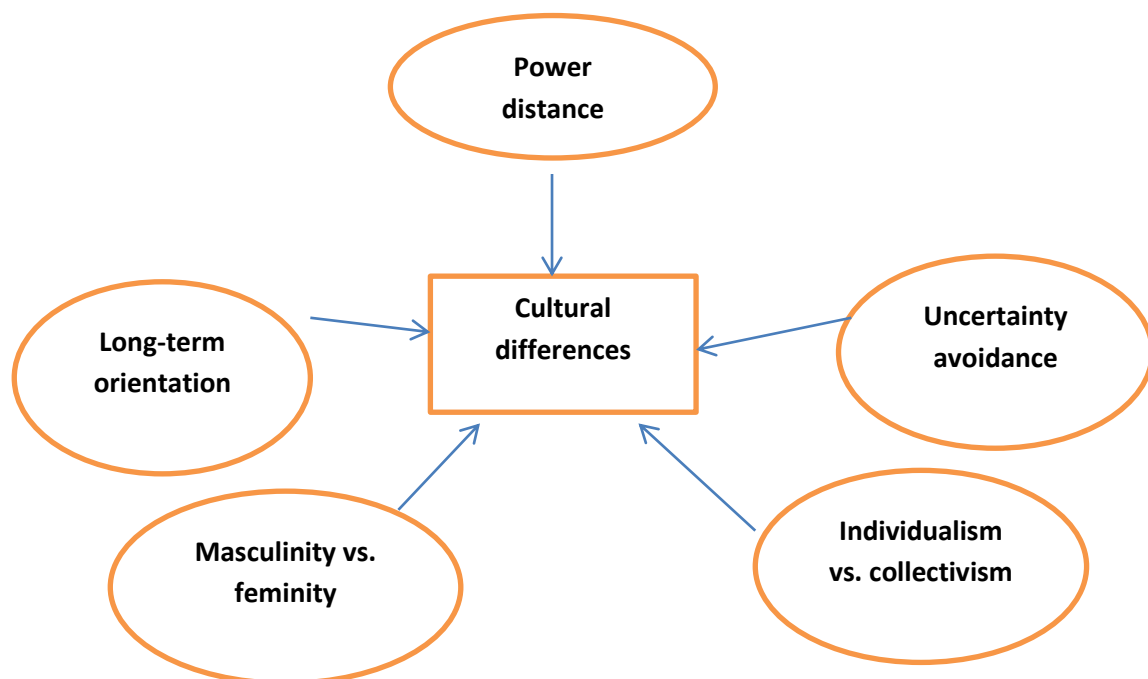 Power
distance
Cultural
differences
Uncertainty
avoidance
Long-term
orientation
Individualism
vs. collectivism
Masculinity vs.
feminity